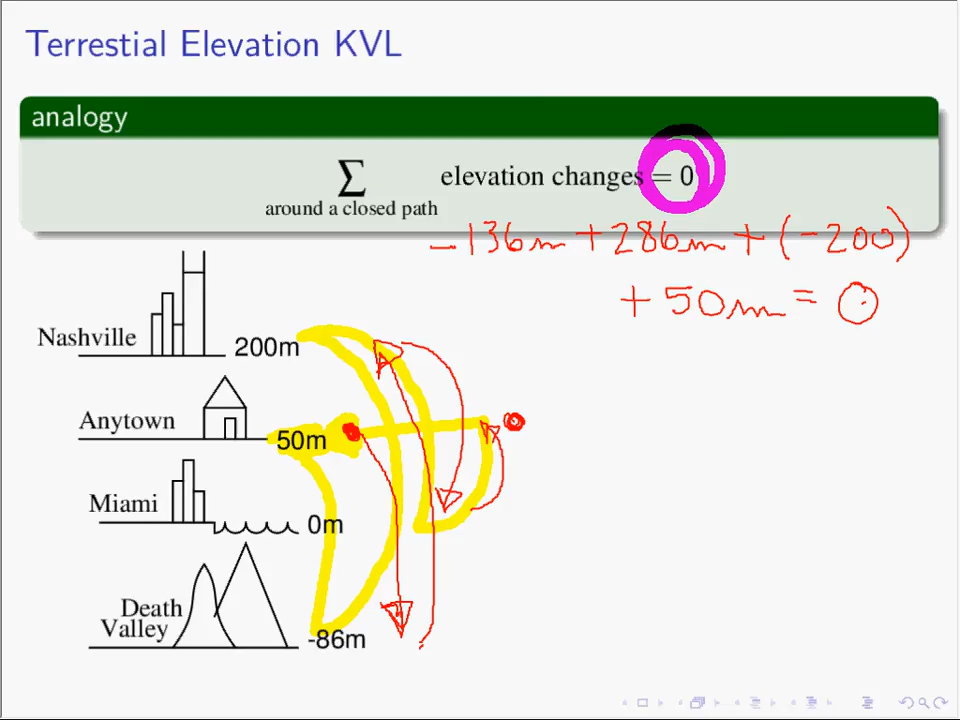 Terrestial Elevation KVL
analogy
∑ elevation changes = 0
around a closed path
-136m + 286m + (-200)
+ 50m = 0
Nashville 200m
Anytown 50m
Miami 0m
Death
Valley -86m